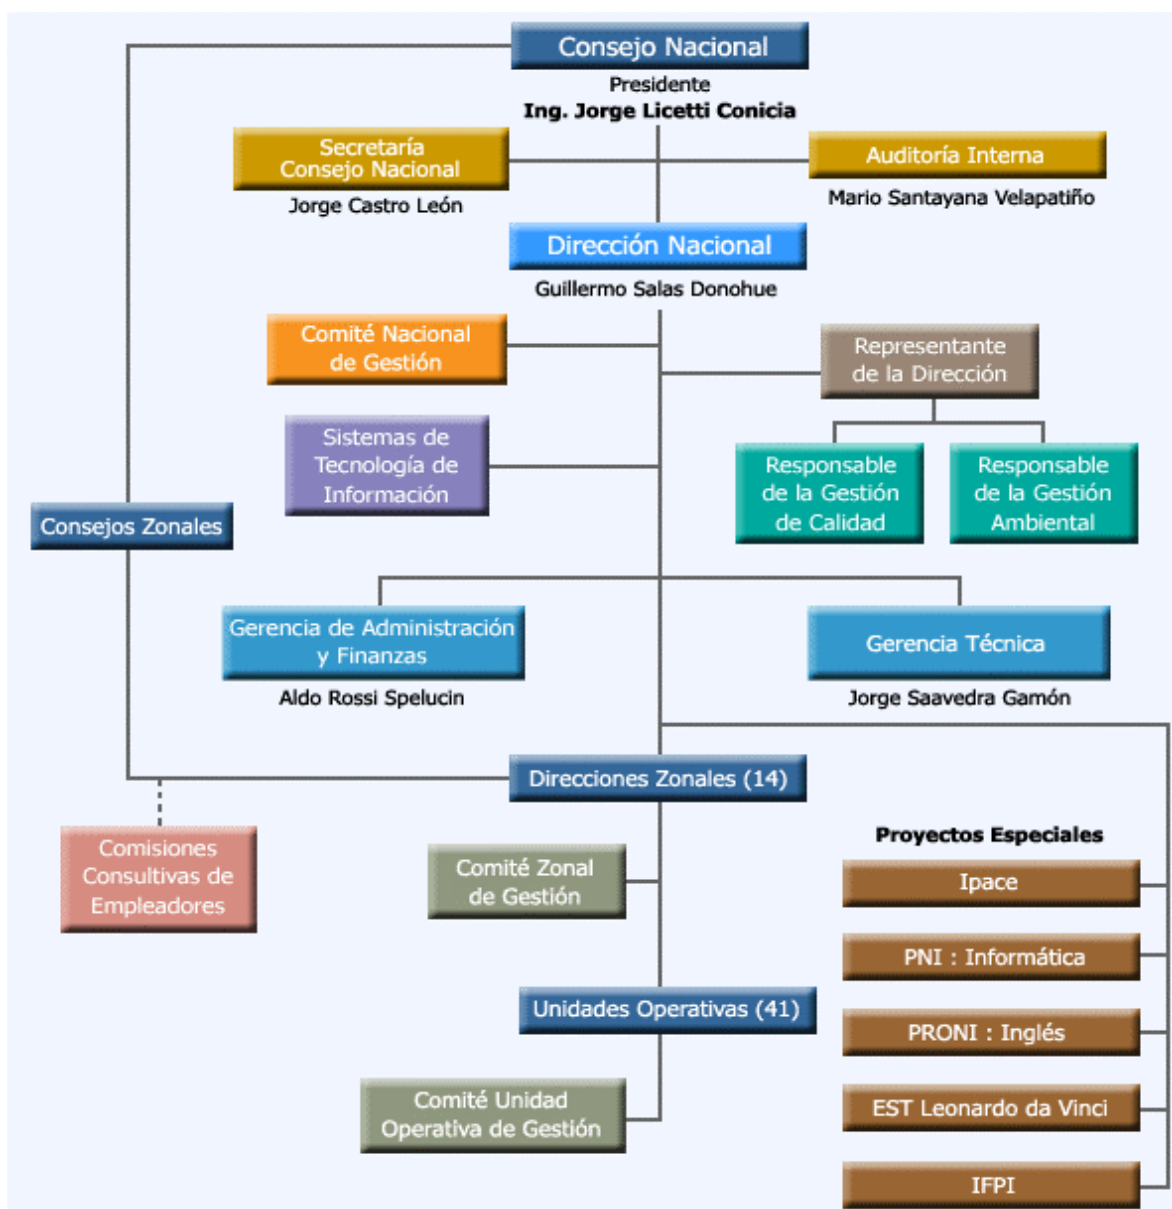 Consejo Nacional
Presidente
Ing. Jorge Licetti Conicia
Secretaría
Consejo Nacional
Jorge Castro León
Auditoría Interna
Mario Santayana Velapatiño
Dirección Nacional
Guillermo Salas Donohue
Comité Nacional
de Gestión
Representante
de la Dirección
Sistemas de
Tecnología de
Información
Responsable
de la Gestión
de Calidad
Responsable
de la Gestión
Ambiental
Consejos Zonales
Gerencia de Administración
y Finanzas
Aldo Rossi Spelucin
Gerencia Técnica
Jorge Saavedra Gamón
Direcciones Zonales (14)
Comisiones
Consultivas de
Empleadores
Comité Zonal
de Gestión
Unidades Operativas (41)
Comité Unidad
Operativa de Gestión
Proyectos Especiales
Ipace
PNI : Informática
PRONI : Inglés
EST Leonardo da Vinci
IFPI